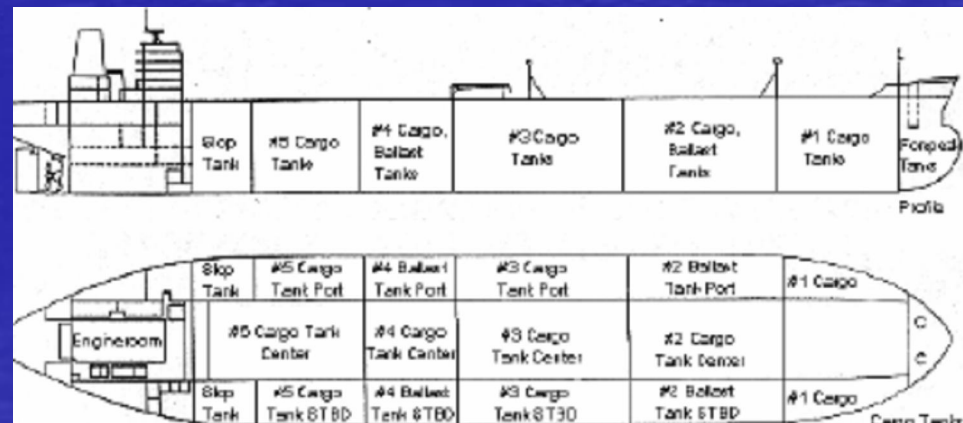 Slop
Tank
#5 Cargo
Tanks
#4 Cargo,
Ballast
Tanks
#3 Cargo
Tanks
#2 Cargo,
Ballast
Tanks
#1 Cargo
Tanks
Forepeak
Tanks
Profile
Slop
Tank
#5 Cargo
Tank Port
#4 Ballast
Tank Port
#3 Cargo
Tank Port
#2 Ballast
Tank Port
#1 Cargo
Engineroom
#5 Cargo Tank
Center
#4 Cargo
Tank Center
#3 Cargo
Tank Center
#2 Cargo
Tank Center
Slop
Tank
#5 Cargo
Tank STBD
#4 Ballast
Tank STBD
#3 Cargo
Tank STBD
#2 Ballast
Tank STBD
#1 Cargo
Cargo Tanks